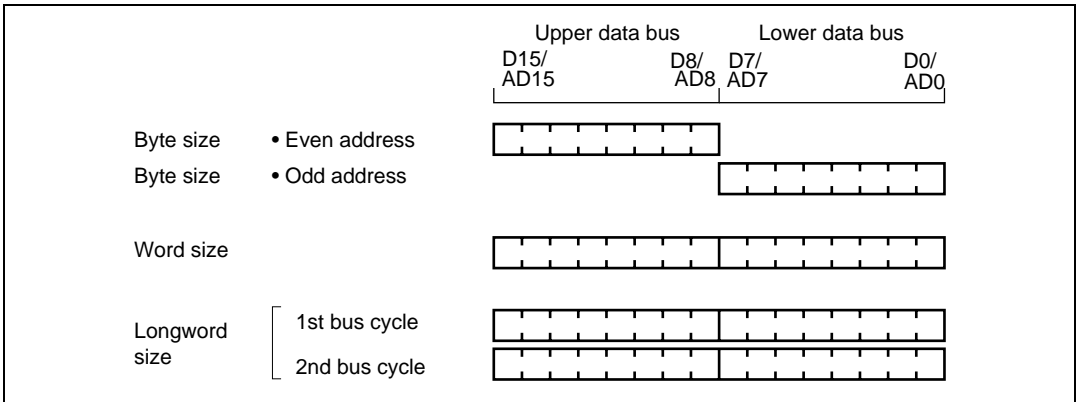 Upper data bus Lower data bus
D15/ D8/ D7/ D0/
AD15 AD8 AD7 AD0
Byte size • Even address
Byte size • Odd address
Word size
Longword size
1st bus cycle
2nd bus cycle